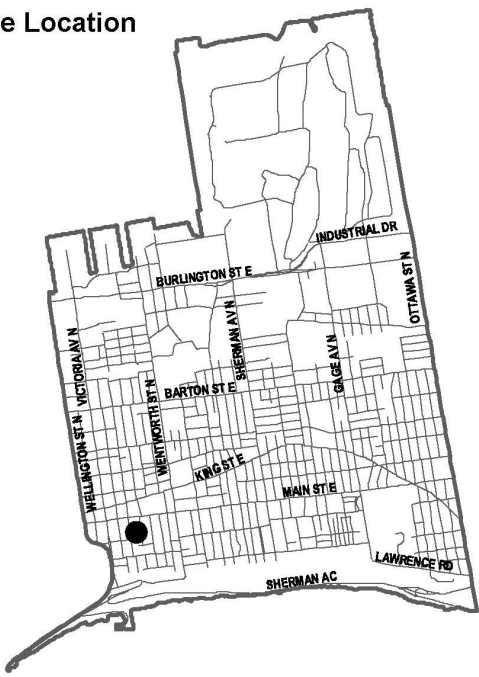 e Location
INDUSTRIAL DR
BURLINGTON ST E
OTTAWA ST N
SHERMAN AV N
VICTORIA AV N
GAGE AV N
BARTON ST E
WENTWORTH ST N
WELLINGTON ST N
KING ST E
MAIN ST E
LAWRENCE RD
SHERMAN AC